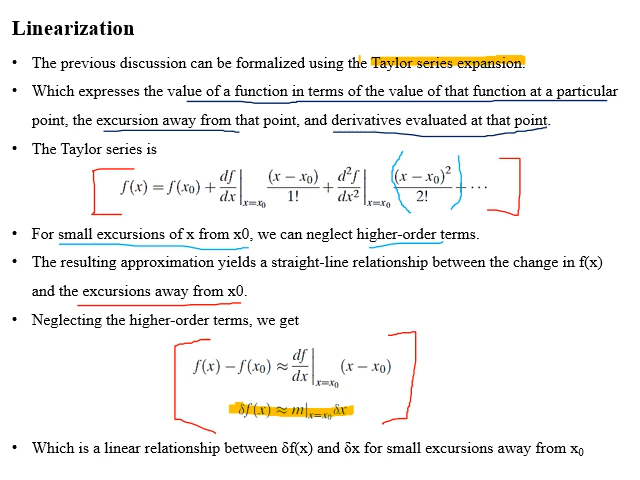 Linearization
• The previous discussion can be formalized using the Taylor series expansion.
• Which expresses the value of a function in terms of the value of that function at a particular
point, the excursion away from that point, and derivatives evaluated at that point.
• The Taylor series is
f(x) = f(x₀) + df/dx|ₓ₌ₓ₀ (x − x₀)/1! + d²f/dx²|ₓ₌ₓ₀ (x − x₀)²/2! + ⋯
• For small excursions of x from x0, we can neglect higher-order terms.
• The resulting approximation yields a straight-line relationship between the change in f(x)
and the excursions away from x0.
• Neglecting the higher-order terms, we get
f(x) − f(x₀) ≈ df/dx|ₓ₌ₓ₀ (x − x₀)
δf(x) ≈ m|ₓ₌ₓ₀ δx
• Which is a linear relationship between δf(x) and δx for small excursions away from x₀